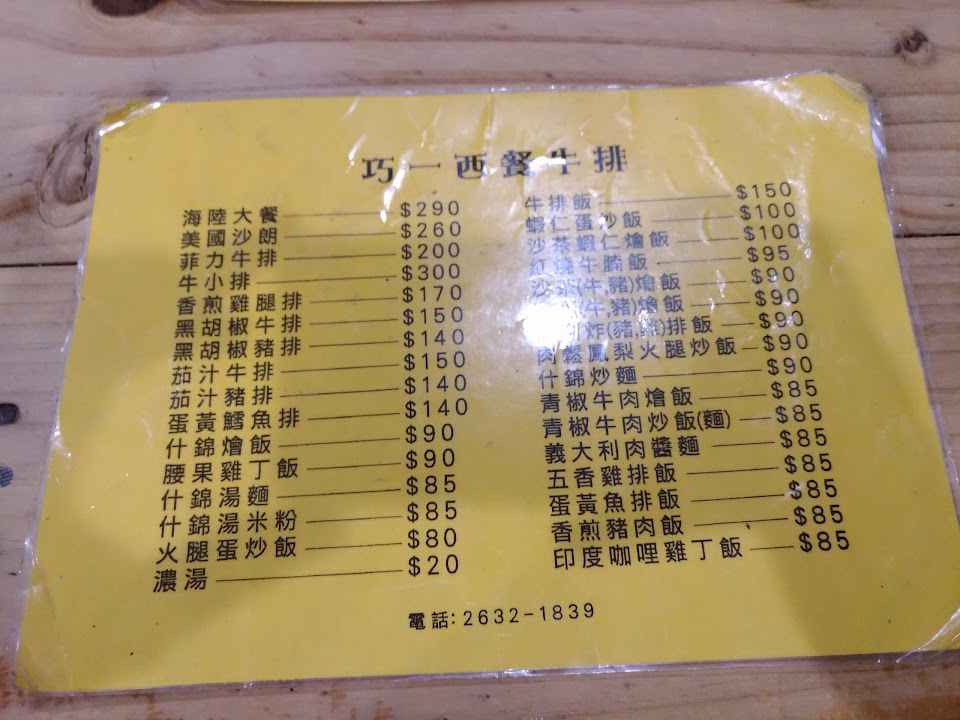 巧一西餐牛排
海陸大餐 $290
美國沙朗 $260
菲力牛排 $200
牛小排 $300
香煎雞腿排 $170
黑胡椒牛排 $150
黑胡椒豬排 $140
茄汁牛排 $150
茄汁豬排 $140
蛋黃鱈魚排 $140
什錦燴飯 $90
腰果雞丁飯 $90
什錦湯麵 $85
什錦湯米粉 $85
火腿蛋炒飯 $80
濃湯 $20
牛排飯 $150
蝦仁蛋炒飯 $100
沙茶蝦仁燴飯 $100
紅燒牛腩飯 $95
沙茶(牛,豬)燴飯 $90
(牛,豬)燴飯 $90
炸(豬,雞)排飯 $90
肉鬆鳳梨火腿炒飯 $90
什錦炒麵 $90
青椒牛肉燴飯 $85
青椒牛肉炒飯(麵) $85
義大利肉醬麵 $85
五香雞排飯 $85
蛋黃魚排飯 $85
香煎豬肉飯 $85
印度咖哩雞丁飯 $85
電話:2632-1839